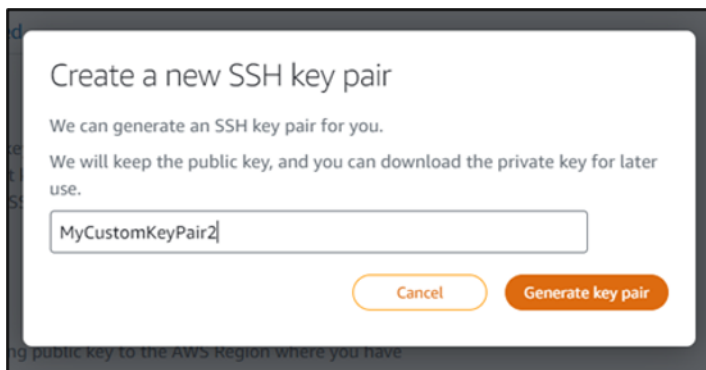 ed
Create a new SSH key pair
We can generate an SSH key pair for you.
We will keep the public key, and you can download the private key for later
use.
MyCustomKeyPair2
Cancel Generate key pair
ng public key to the AWS Region where you have